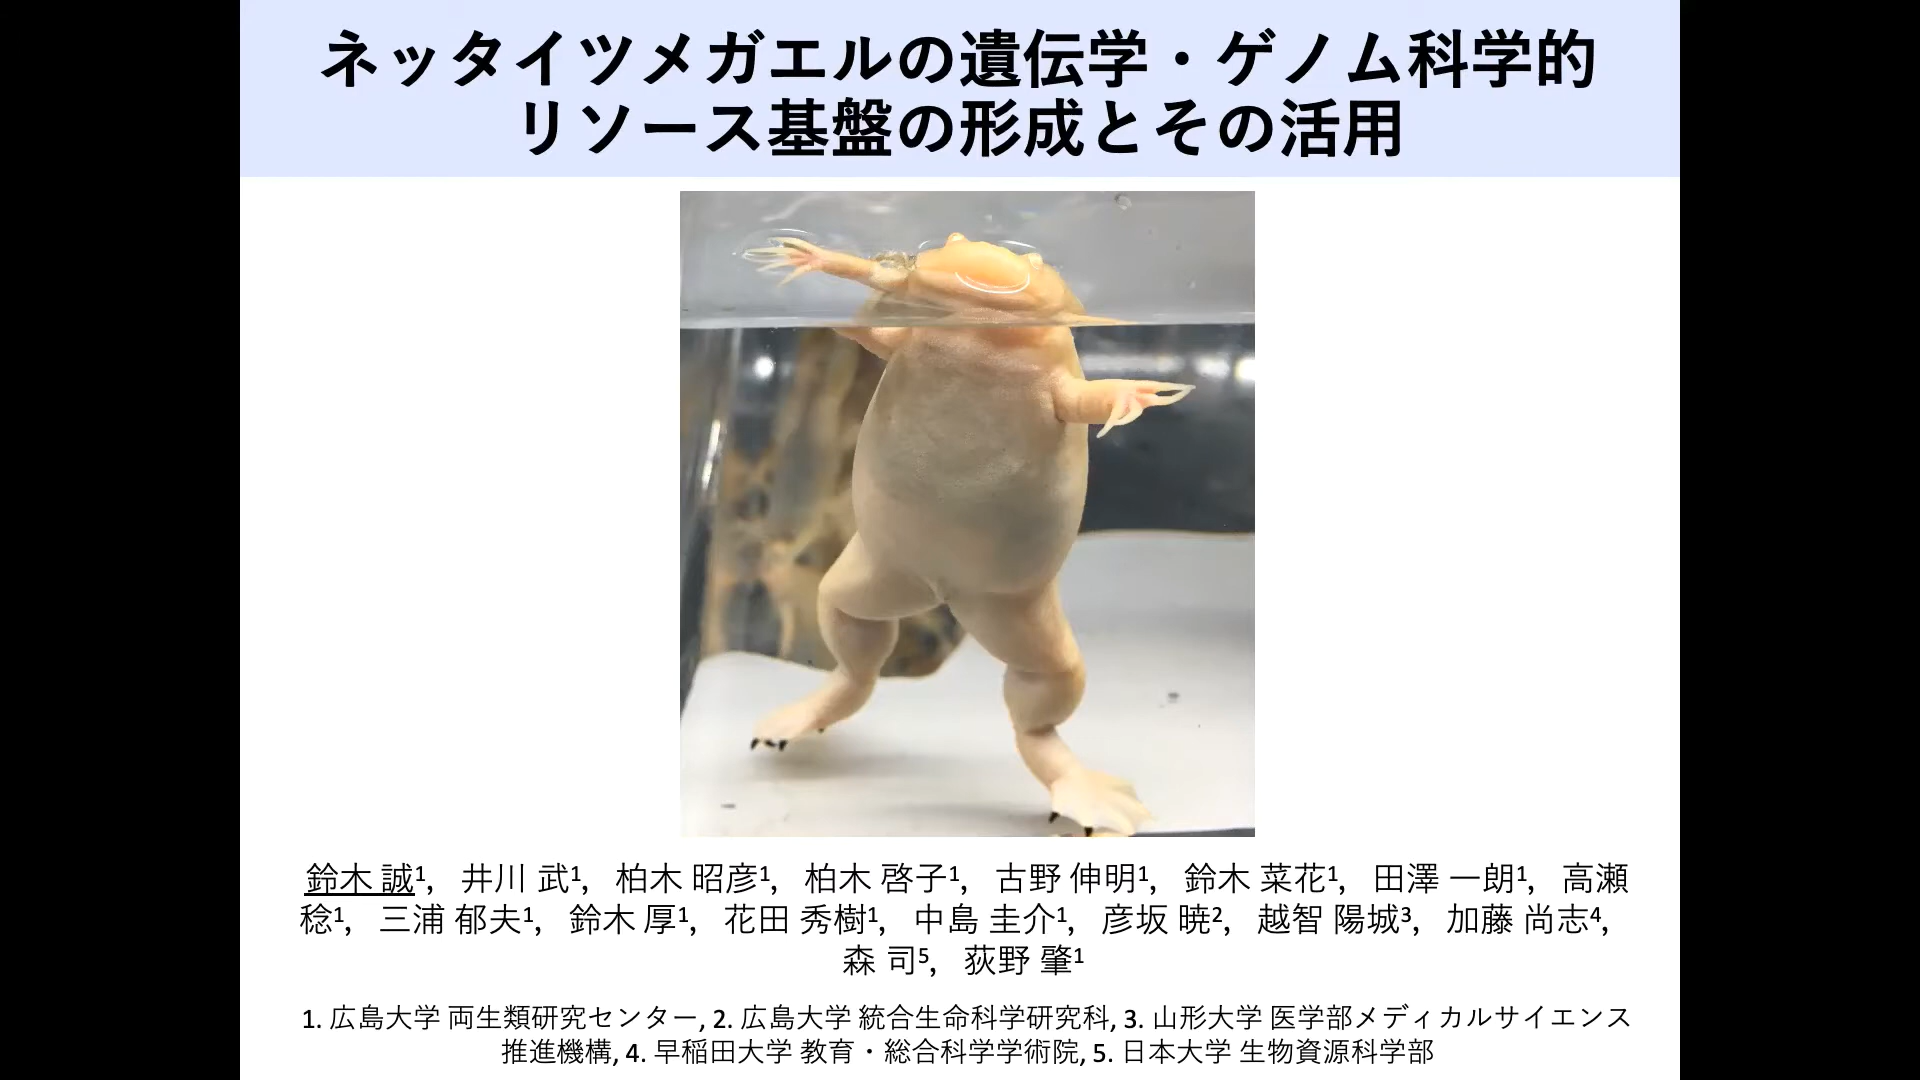 ネッタイツメガエルの遺伝学・ゲノム科学的
リソース基盤の形成とその活用
鈴木 誠¹, 井川 武¹, 柏木 昭彦¹, 柏木 啓子¹, 古野 伸明¹, 鈴木 菜花¹, 田澤 一朗¹, 高瀬
稔¹, 三浦 郁夫¹, 鈴木 厚¹, 花田 秀樹¹, 中島 圭介¹, 彦坂 暁², 越智 陽城³, 加藤 尚志⁴,
森 司⁵, 荻野 肇¹
1. 広島大学 両生類研究センター, 2. 広島大学 統合生命科学研究科, 3. 山形大学 医学部メディカルサイエンス
推進機構, 4. 早稲田大学 教育・総合科学学術院, 5. 日本大学 生物資源科学部